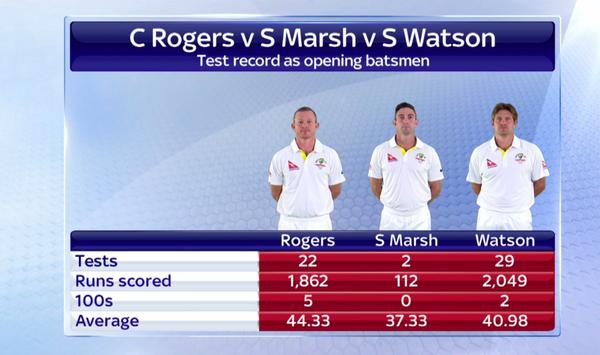 C Rogers v S Marsh v S Watson
Test record as opening batsmen
Rogers S Marsh Watson
Tests 22 2 29
Runs scored 1,862 112 2,049
100s 5 0 2
Average 44.33 37.33 40.98